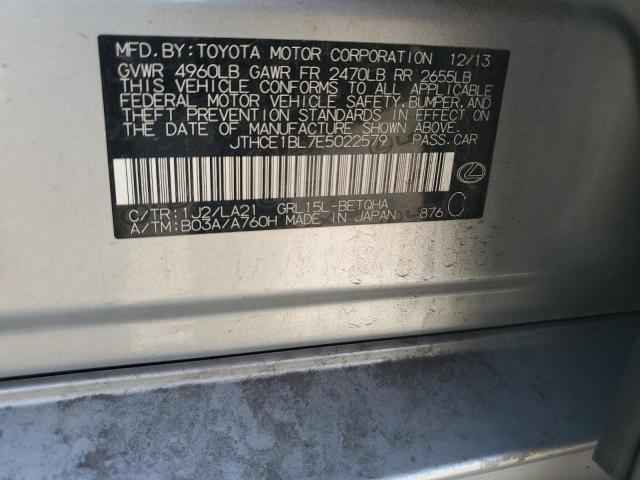 MFD. BY: TOYOTA MOTOR CORPORATION 12/13
GVWR 4960LB GAWR FR 2470LB RR 2655LB
THIS VEHICLE CONFORMS TO ALL APPLICABLE
FEDERAL MOTOR VEHICLE SAFETY, BUMPER, AND
THEFT PREVENTION STANDARDS IN EFFECT ON
THE DATE OF MANUFACTURE SHOWN ABOVE.
JTHCE1BL7E5022579 PASS. CAR
C/TR: 1J2/LA21 GRL15L-BETQHA
A/TM: B03A/A760H MADE IN JAPAN 876 C